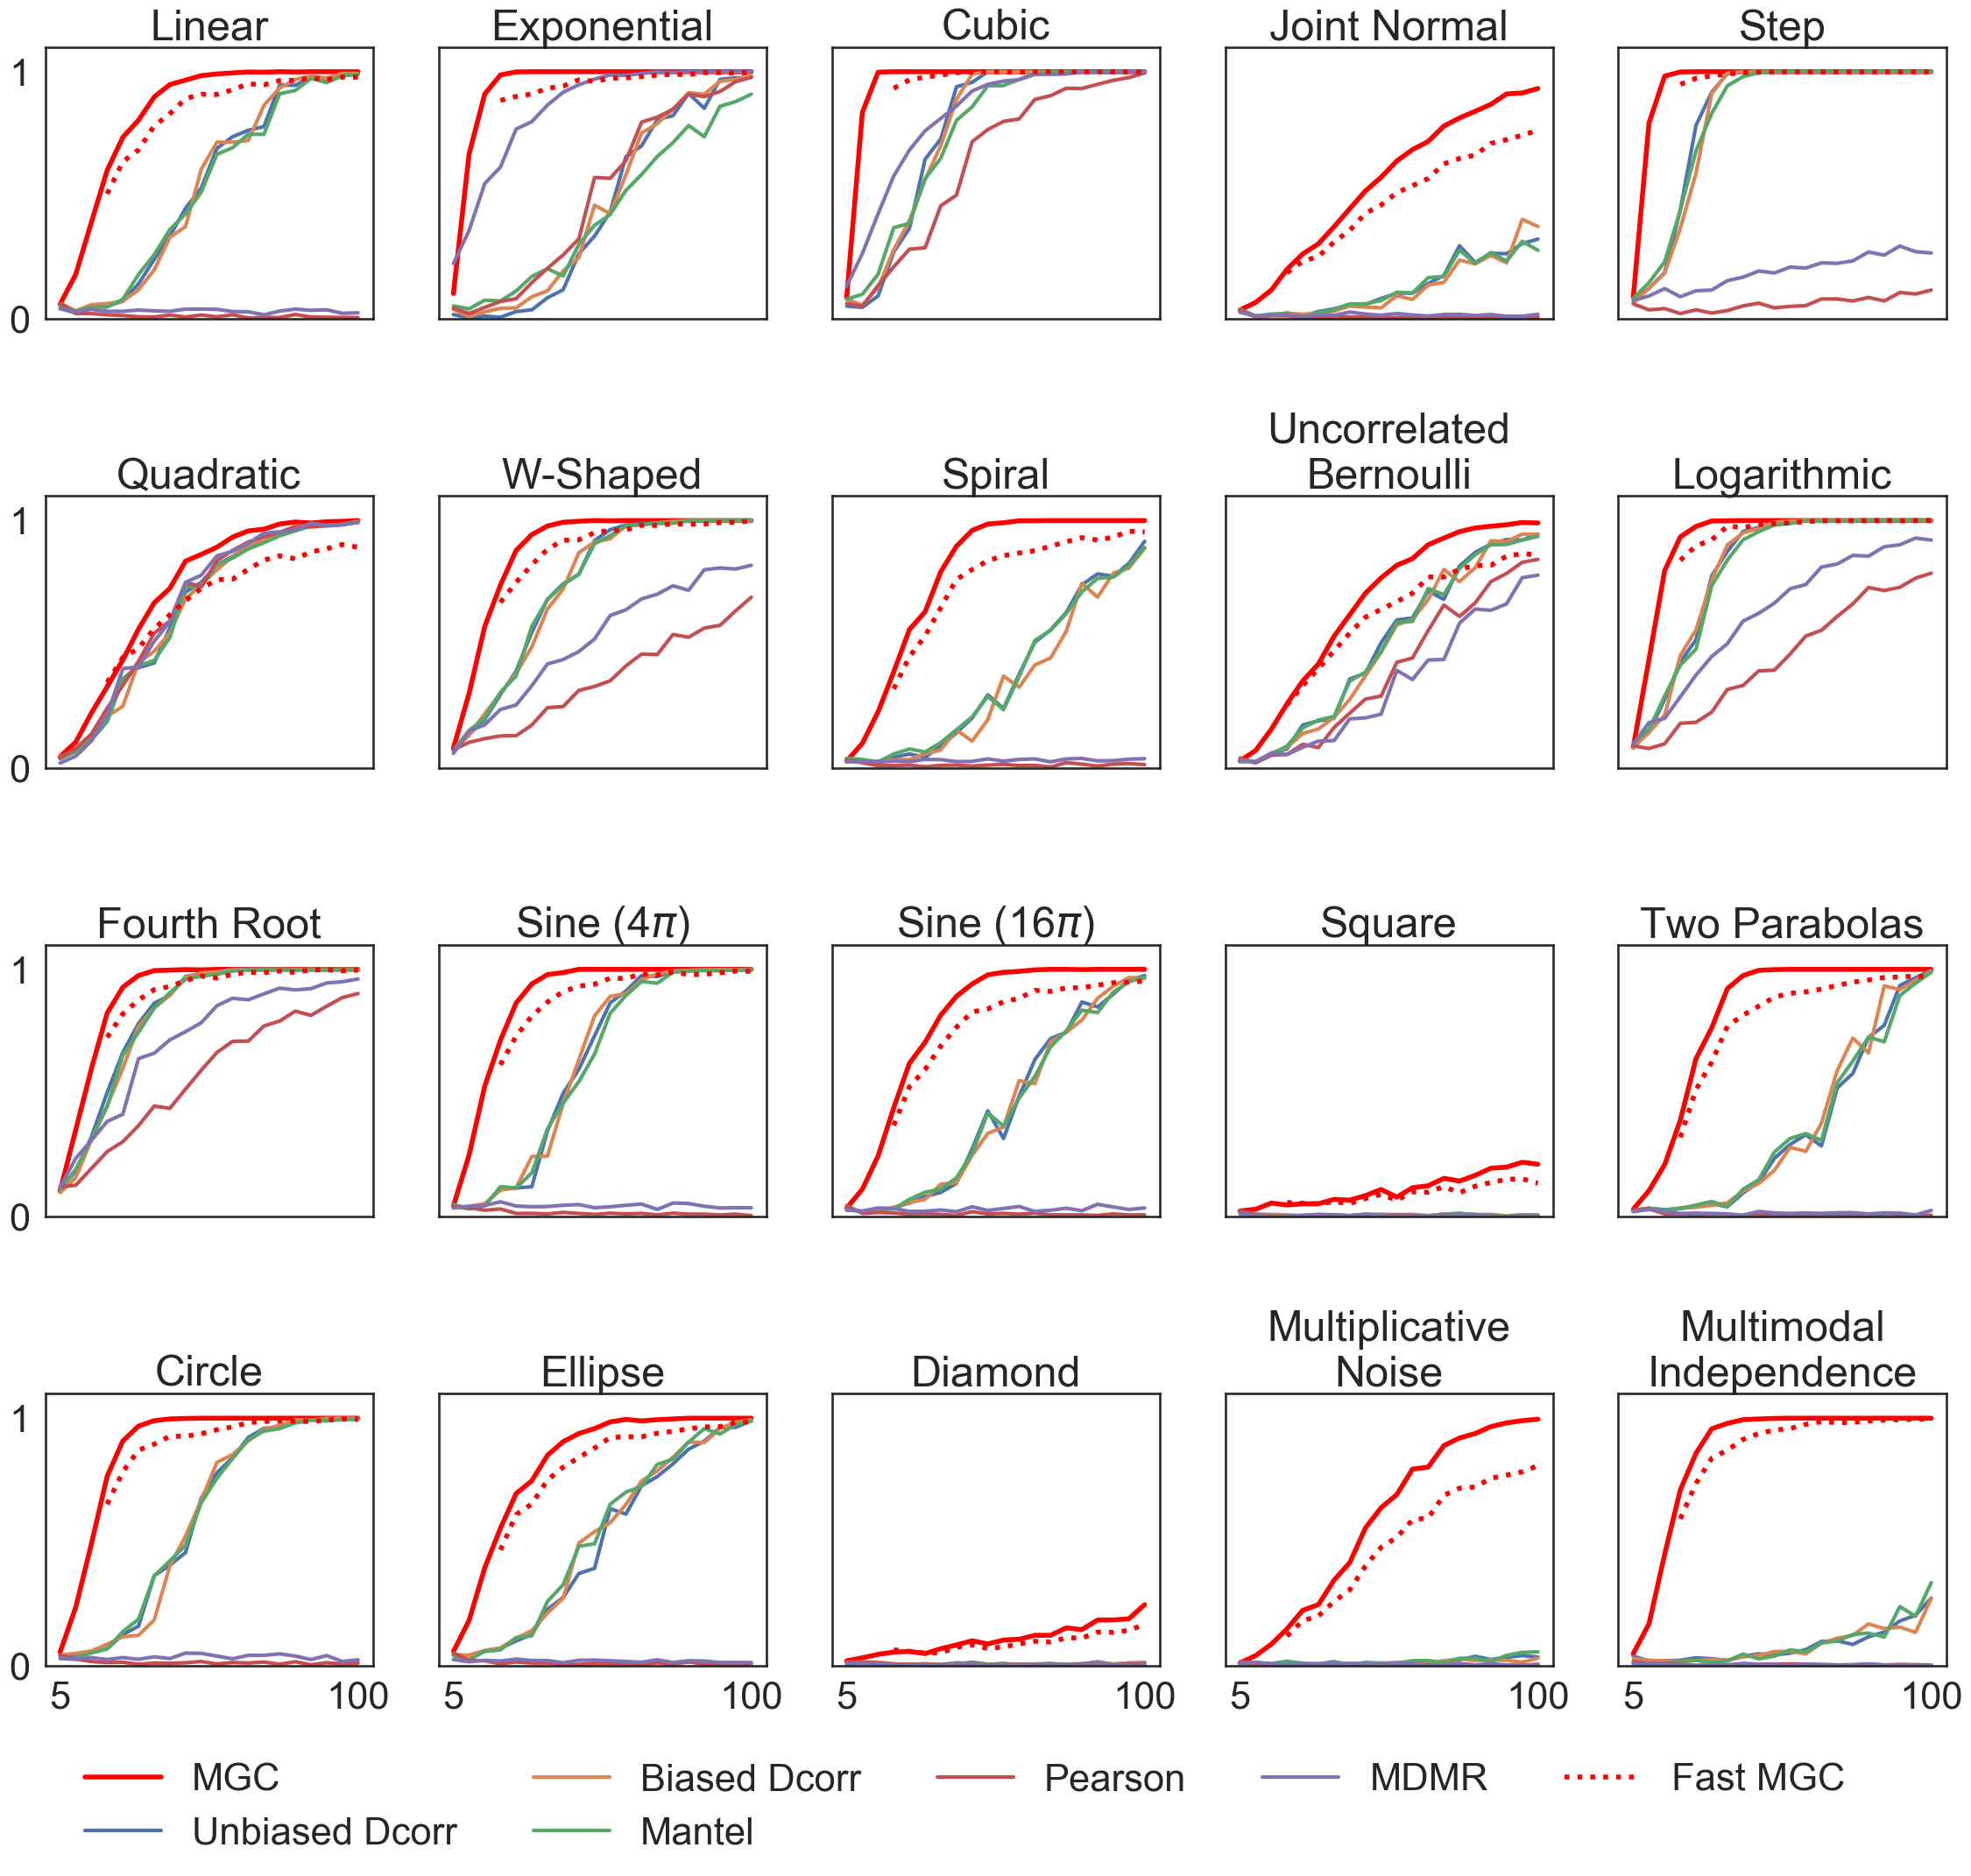 Linear
Exponential
Cubic
Joint Normal
Step
1
0
Quadratic
W-Shaped
Spiral
Uncorrelated
Bernoulli
Logarithmic
1
0
Fourth Root
Sine (4π)
Sine (16π)
Square
Two Parabolas
1
0
Circle
Ellipse
Diamond
Multiplicative
Noise
Multimodal
Independence
1
0
5 100
5 100
5 100
5 100
5 100
MGC
Unbiased Dcorr
Biased Dcorr
Mantel
Pearson
MDMR
Fast MGC